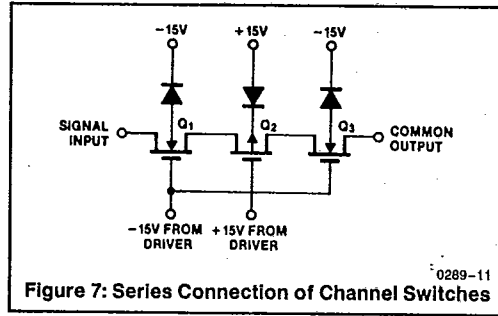 −15V +15V −15V
Q1 Q2 Q3
SIGNAL INPUT
COMMON OUTPUT
−15V FROM DRIVER
+15V FROM DRIVER
0289–11
Figure 7: Series Connection of Channel Switches